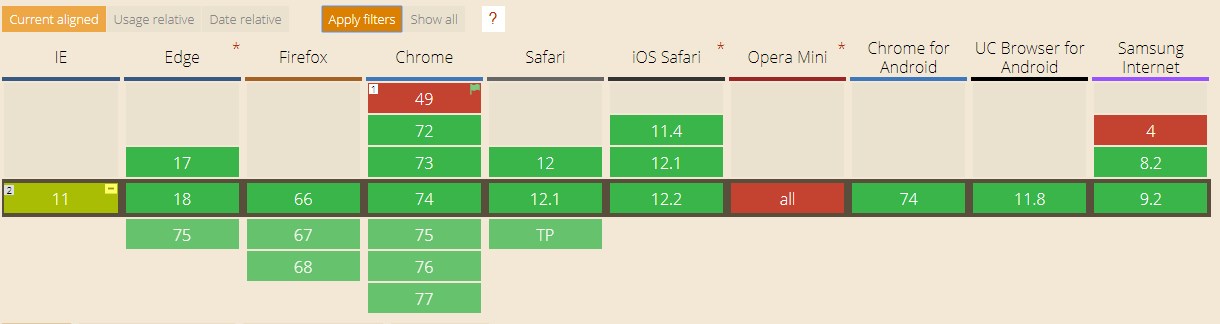 Current aligned Usage relative Date relative Apply filters Show all ?
IE Edge * Firefox Chrome Safari iOS Safari * Opera Mini * Chrome for Android UC Browser for Android Samsung Internet
1 49
72 11.4 4
17 73 12 12.1 8.2
2 11 - 18 66 74 12.1 12.2 all 74 11.8 9.2
75 67 75 TP
68 76
77